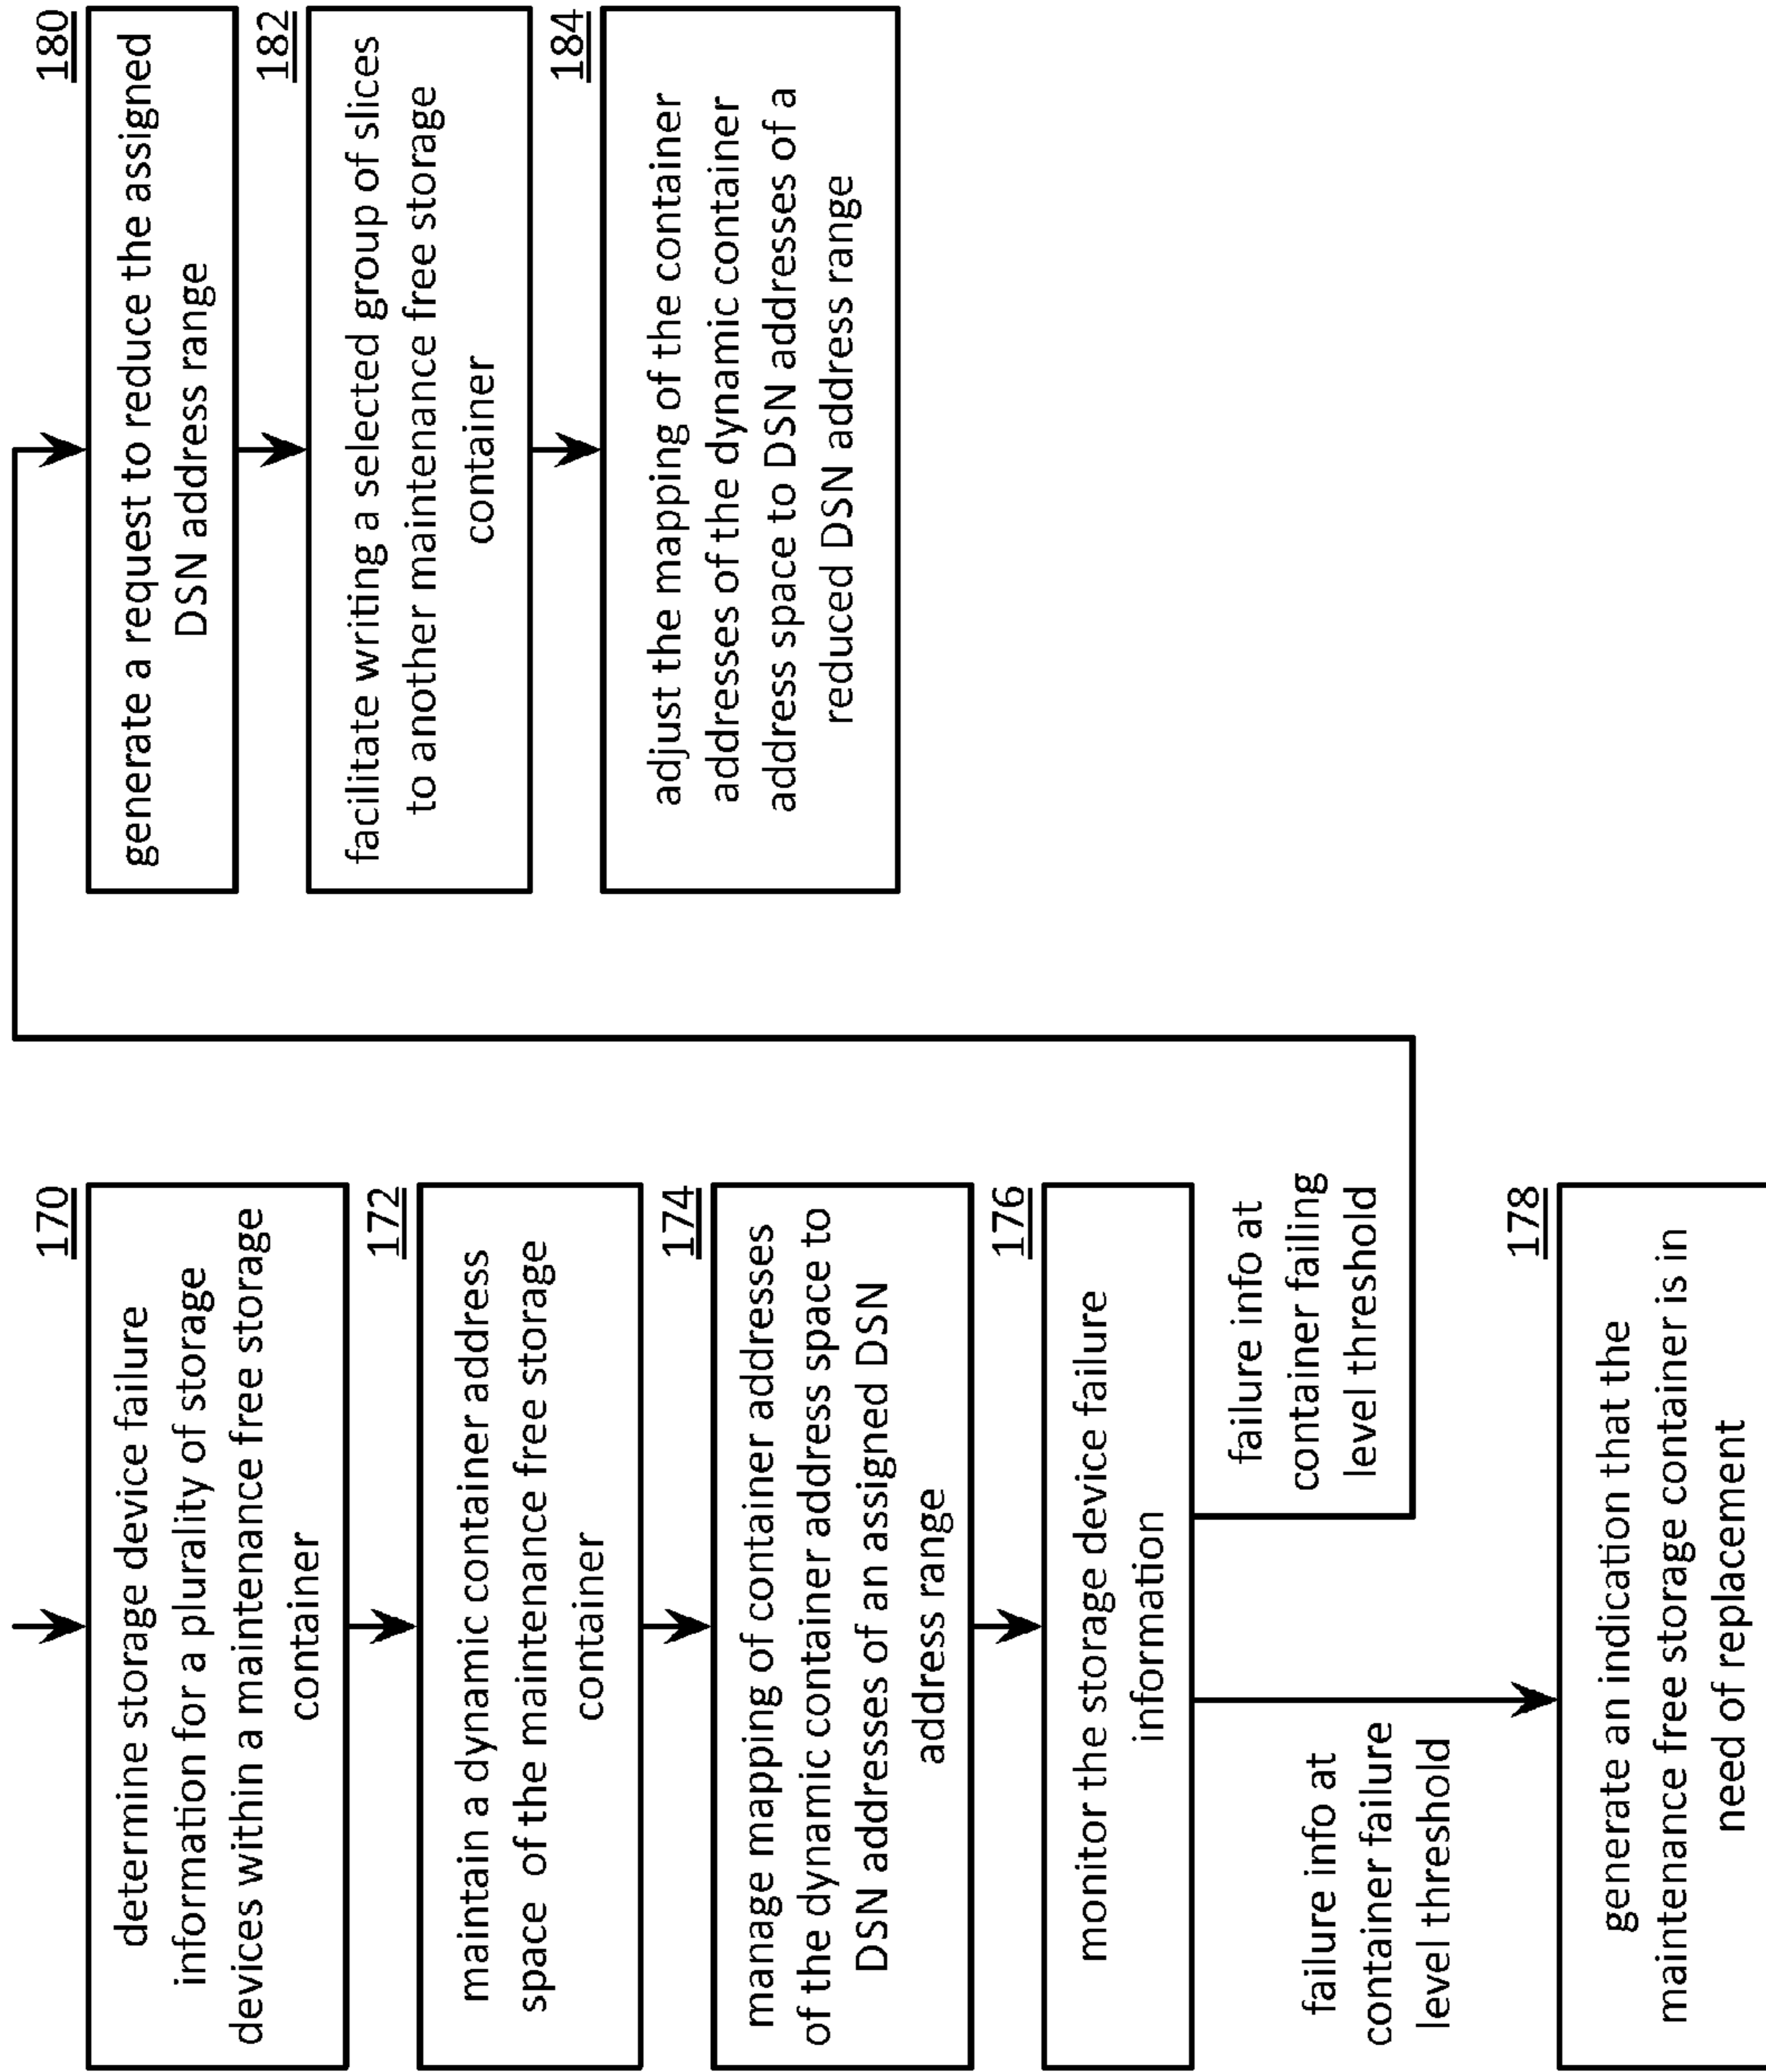 170
determine storage device failure
information for a plurality of storage
devices within a maintenance free storage
container
172
maintain a dynamic container address
space of the maintenance free storage
container
174
manage mapping of container addresses
of the dynamic container address space to
DSN addresses of an assigned DSN
address range
176
monitor the storage device failure
information
failure info at
container failure
level threshold
failure info at
container failing
level threshold
178
generate an indication that the
maintenance free storage container is in
need of replacement
180
generate a request to reduce the assigned
DSN address range
182
facilitate writing a selected group of slices
to another maintenance free storage
container
184
adjust the mapping of the container
addresses of the dynamic container
address space to DSN addresses of a
reduced DSN address range